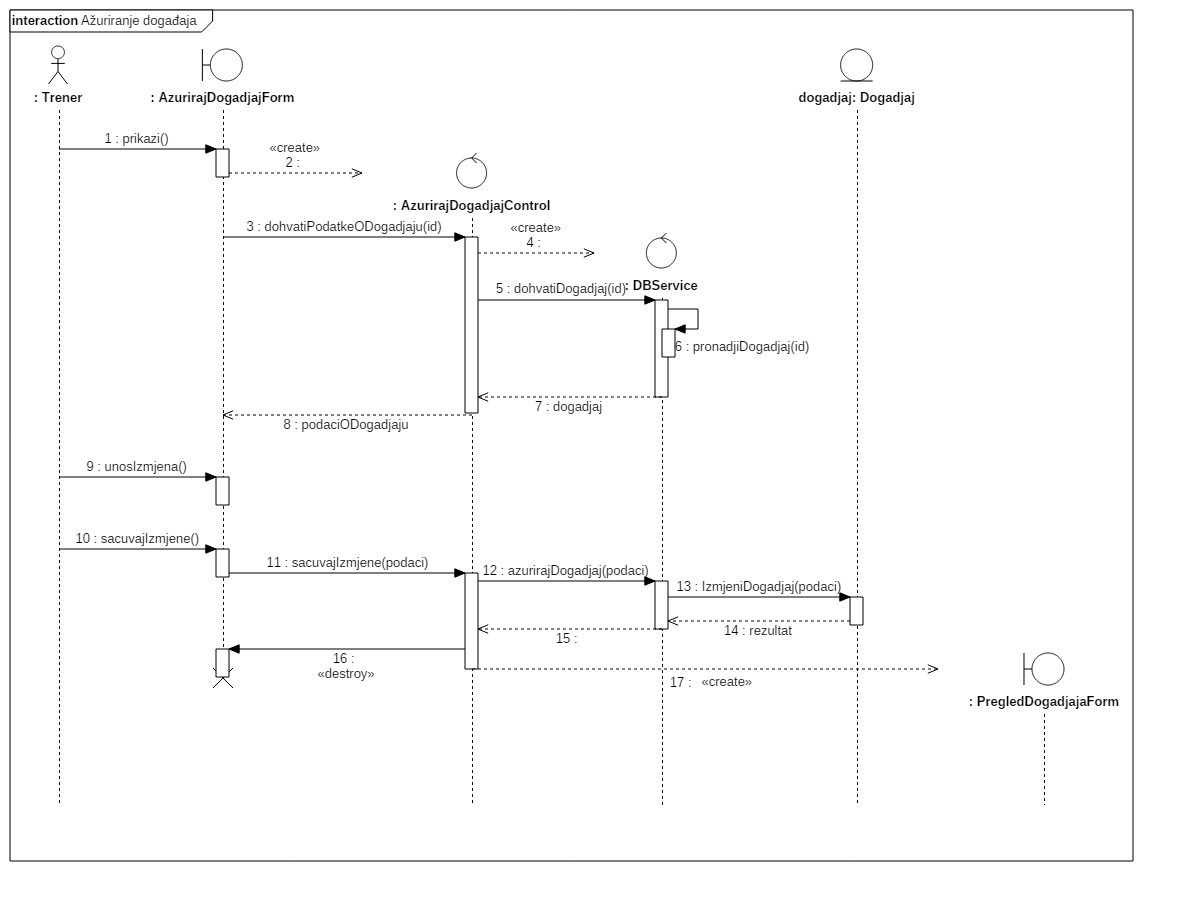 interaction Ažuriranje događaja
: Trener
: AzurirajDogadjajForm
dogadjaj: Dogadjaj
1 : prikazi()
«create»
2 :
: AzurirajDogadjajControl
3 : dohvatiPodatkeODogadjaju(id)
«create»
4 :
: DBService
5 : dohvatiDogadjaj(id)
6 : pronadjiDogadjaj(id)
7 : dogadjaj
8 : podaciODogadjaju
9 : unosIzmjena()
10 : sacuvajIzmjene()
11 : sacuvajIzmjene(podaci)
12 : azurirajDogadjaj(podaci)
13 : IzmjeniDogadjaj(podaci)
14 : rezultat
15 :
16 :
«destroy»
17 : «create»
: PregledDogadjajaForm